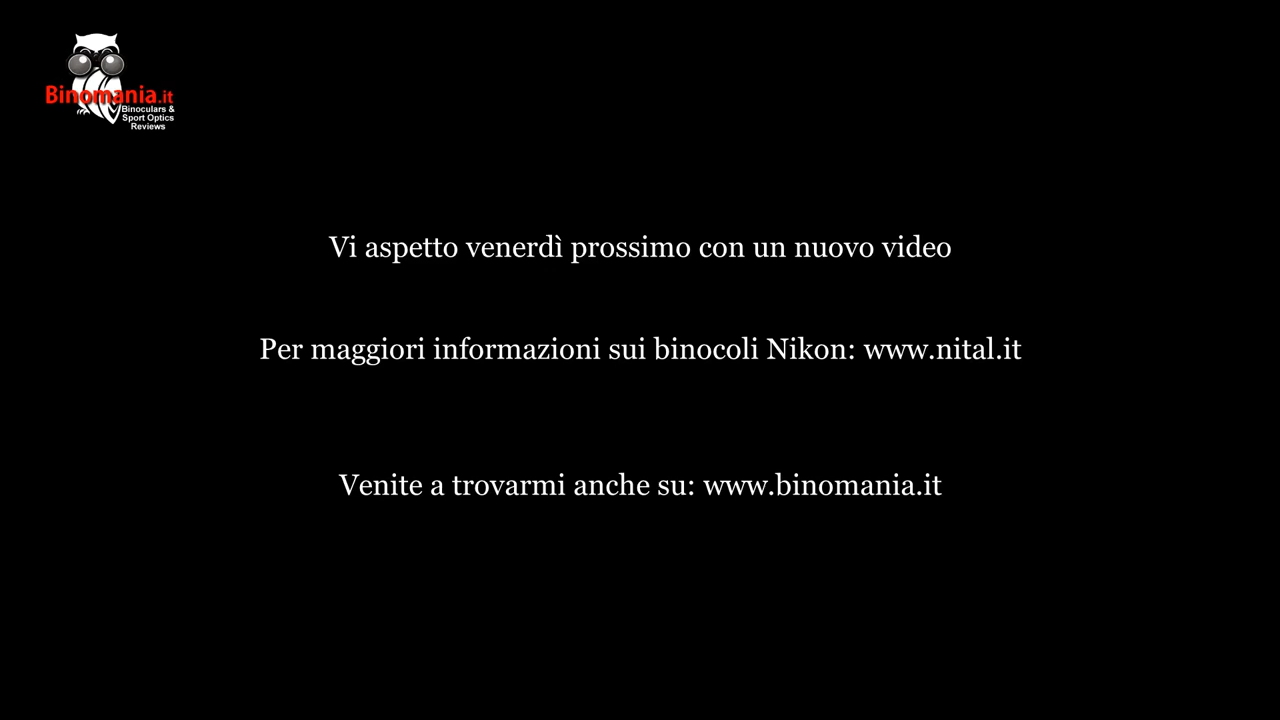 Binomania.it
Binoculars &
Sport Optics
Reviews
Vi aspetto venerdì prossimo con un nuovo video
Per maggiori informazioni sui binocoli Nikon: www.nital.it
Venite a trovarmi anche su: www.binomania.it